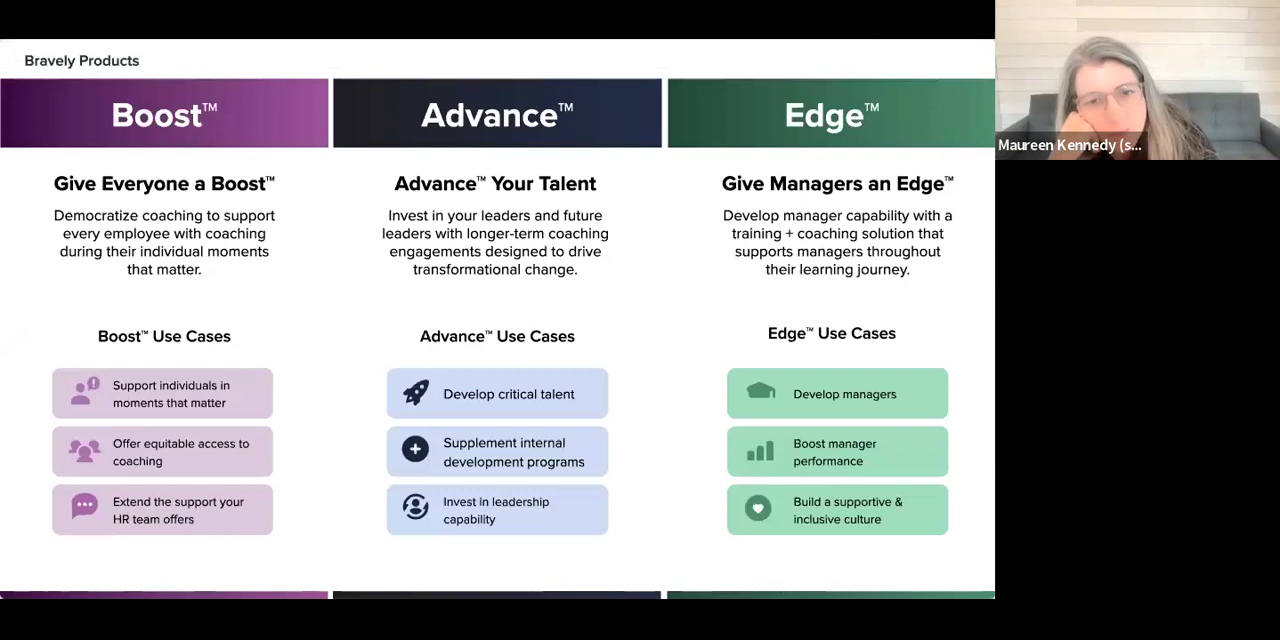 Bravely Products
Boost™
Give Everyone a Boost™
Democratize coaching to support
every employee with coaching
during their individual moments
that matter.
Boost™ Use Cases
Support individuals in
moments that matter
Offer equitable access to
coaching
Extend the support your
HR team offers
Advance™
Advance™ Your Talent
Invest in your leaders and future
leaders with longer-term coaching
engagements designed to drive
transformational change.
Advance™ Use Cases
Develop critical talent
Supplement internal
development programs
Invest in leadership
capability
Edge™
Give Managers an Edge™
Develop manager capability with a
training + coaching solution that
supports managers throughout
their learning journey.
Edge™ Use Cases
Develop managers
Boost manager
performance
Build a supportive &
inclusive culture
Maureen Kennedy (s...